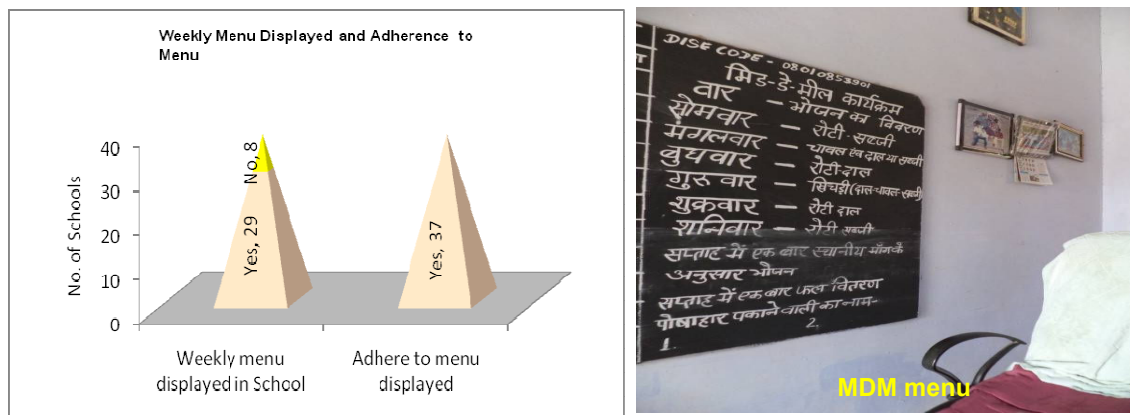 Weekly Menu Displayed and Adherence to
Menu
No. of Schools
40
30
20
10
0
Yes, 29
No, 8
Yes, 37
Weekly menu
displayed in School
Adhere to menu
displayed
DISE CODE - 08010853901
मिड-डे-मील कार्यक्रम
वार - भोजन का विवरण
सोमवार - रोटी-सब्जी
मंगलवार - चावल एवं दाल या सब्जी
बुधवार - रोटी दाल
गुरूवार - खिचड़ी (दाल-चावल-सब्जी)
शुक्रवार - रोटी दाल
शनिवार - रोटी सब्जी
सप्ताह में एक बार स्थानीय माँग के
अनुसार भोजन
सप्ताह में एक बार फल वितरण
पोषाहार पकाने वाली का नाम-
1. 2.
MDM menu